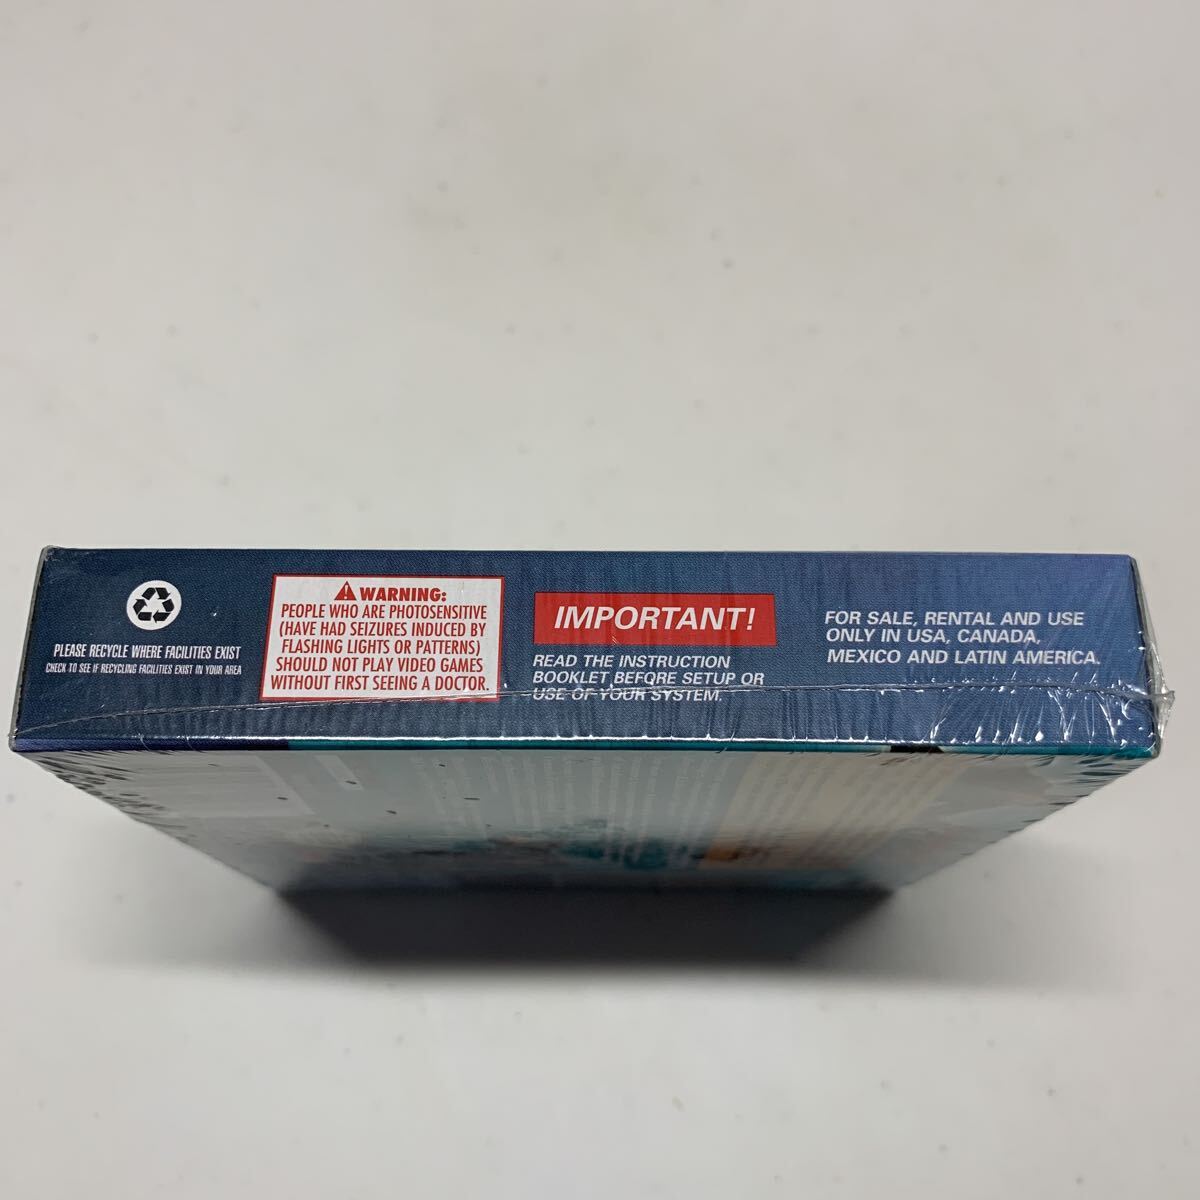 PLEASE RECYCLE WHERE FACILITIES EXIST
CHECK TO SEE IF RECYCLING FACILITIES EXIST IN YOUR AREA
WARNING:
PEOPLE WHO ARE PHOTOSENSITIVE
(HAVE HAD SEIZURES INDUCED BY
FLASHING LIGHTS OR PATTERNS)
SHOULD NOT PLAY VIDEO GAMES
WITHOUT FIRST SEEING A DOCTOR.
IMPORTANT!
READ THE INSTRUCTION
BOOKLET BEFORE SETUP OR
USE OF YOUR SYSTEM.
FOR SALE, RENTAL AND USE
ONLY IN USA, CANADA,
MEXICO AND LATIN AMERICA.